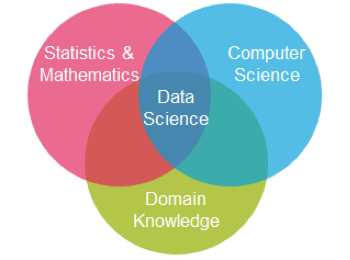 Statistics &
Mathematics
Computer
Science
Data
Science
Domain
Knowledge